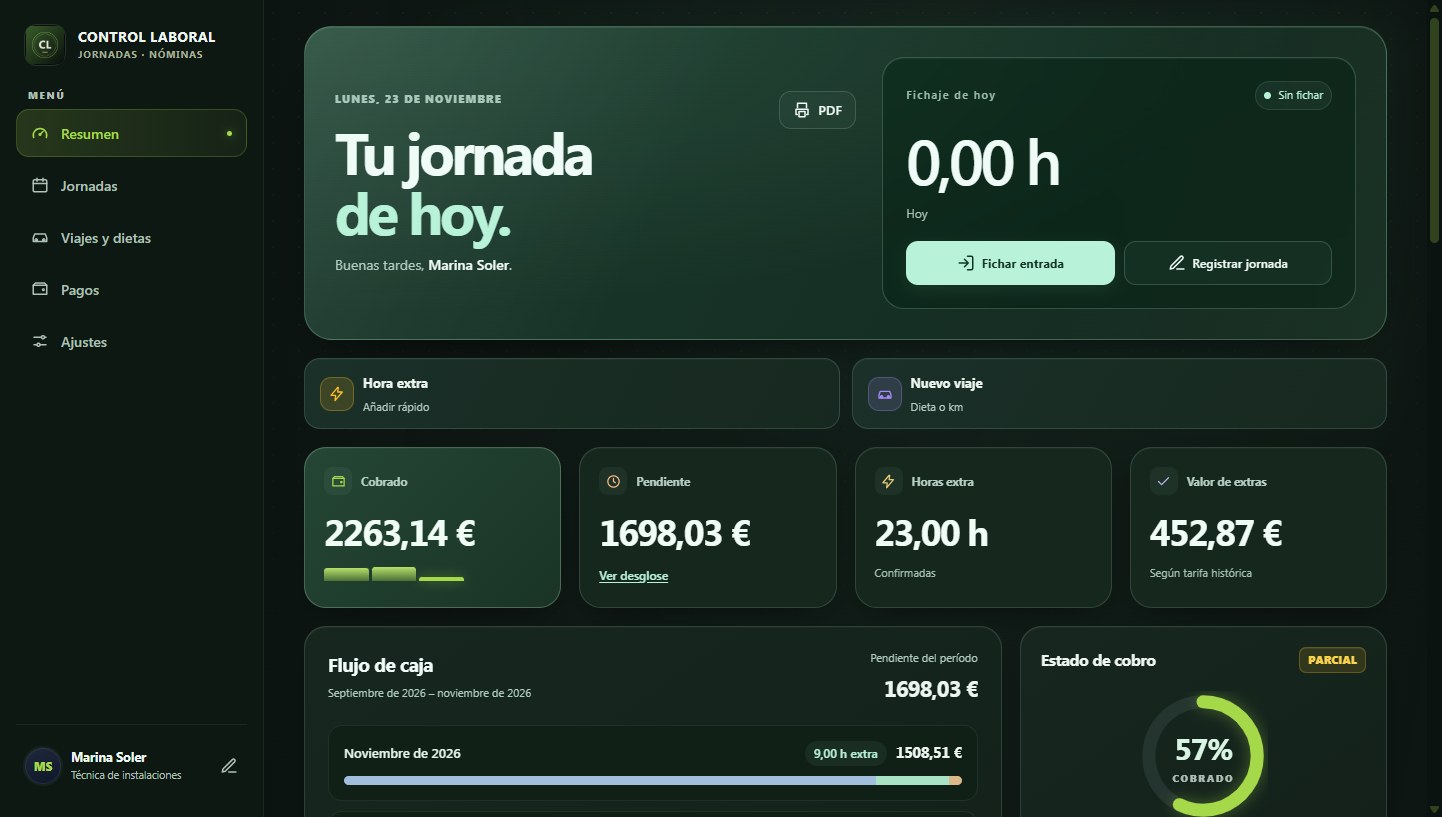 CL
CONTROL LABORAL
JORNADAS · NÓMINAS
MENÚ
Resumen
Jornadas
Viajes y dietas
Pagos
Ajustes
MS
Marina Soler
Técnica de instalaciones
LUNES, 23 DE NOVIEMBRE
PDF
Tu jornada
de hoy.
Buenas tardes, Marina Soler.
Fichaje de hoy
Sin fichar
0,00 h
Hoy
Fichar entrada
Registrar jornada
Hora extra
Añadir rápido
Nuevo viaje
Dieta o km
Cobrado
2263,14 €
Pendiente
1698,03 €
Ver desglose
Horas extra
23,00 h
Confirmadas
Valor de extras
452,87 €
Según tarifa histórica
Flujo de caja
Septiembre de 2026 – noviembre de 2026
Pendiente del período
1698,03 €
Noviembre de 2026
9,00 h extra
1508,51 €
Estado de cobro
PARCIAL
57%
COBRADO